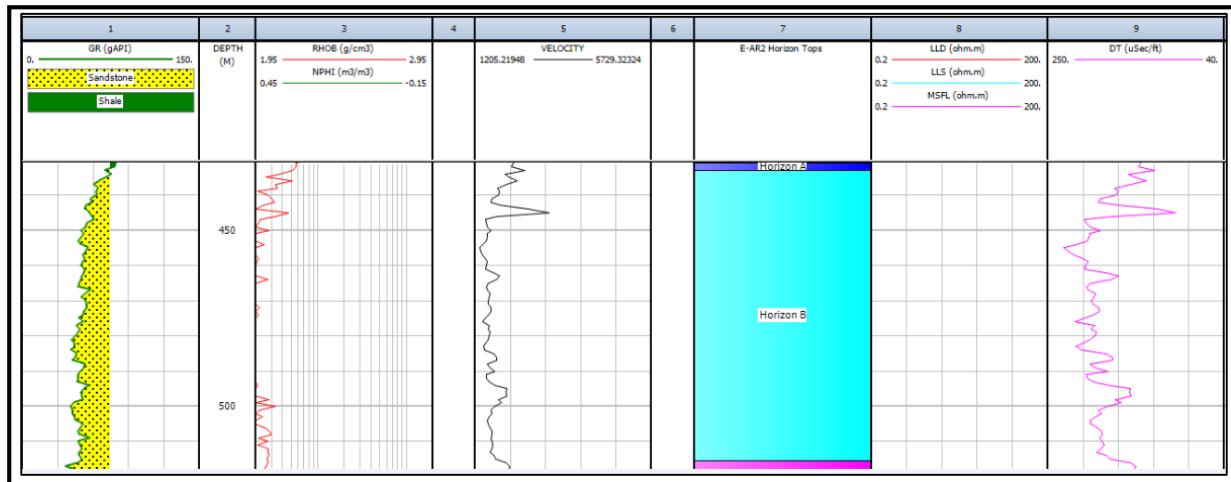 1 2 3 4 5 6 7 8 9
GR (gAPI)
0. 150.
Sandstone
Shale
DEPTH
(M)
RHOB (g/cm3)
1.95 2.95
NPHI (m3/m3)
0.45 -0.15
VELOCITY
1205.21948 5729.32324
E-AR2 Horizon Tops
LLD (ohm.m)
0.2 200.
LLS (ohm.m)
0.2 200.
MSFL (ohm.m)
0.2 200.
DT (uSec/ft)
250. 40.
Horizon A
450
Horizon B
500